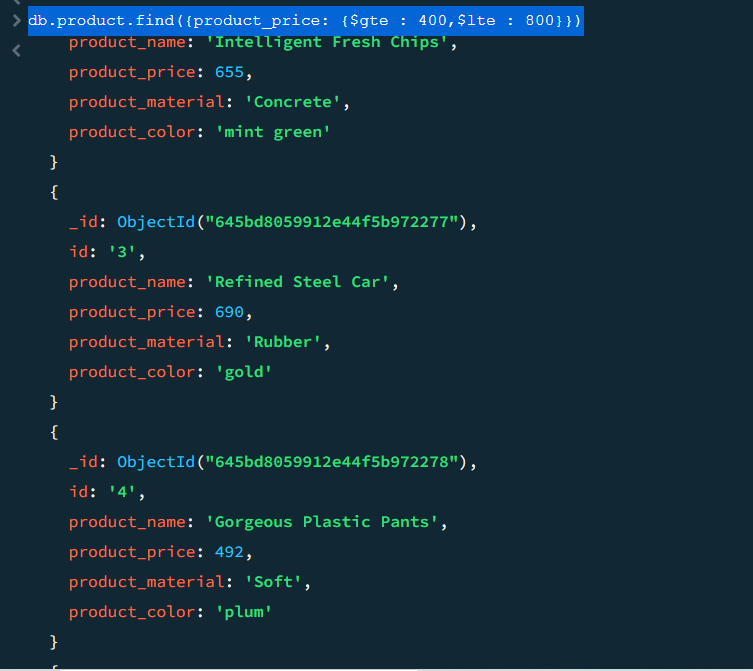 db.product.find({product_price: {$gte : 400,$lte : 800}})
product_name: 'Intelligent Fresh Chips',
product_price: 655,
product_material: 'Concrete',
product_color: 'mint green'
}
{
_id: ObjectId("645bd8059912e44f5b972277"),
id: '3',
product_name: 'Refined Steel Car',
product_price: 690,
product_material: 'Rubber',
product_color: 'gold'
}
{
_id: ObjectId("645bd8059912e44f5b972278"),
id: '4',
product_name: 'Gorgeous Plastic Pants',
product_price: 492,
product_material: 'Soft',
product_color: 'plum'
}
{